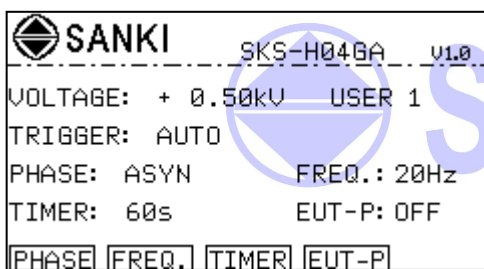 SANKI SKS-H04GA V1.0
VOLTAGE: + 0.50kV USER 1
TRIGGER: AUTO
PHASE: ASYN FREQ.: 20Hz
TIMER: 60s EUT-P: OFF
PHASE FREQ. TIMER EUT-P